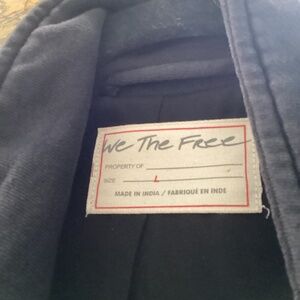 We The Free
PROPERTY OF
SIZE L
MADE IN INDIA / FABRIQUÉ EN INDE